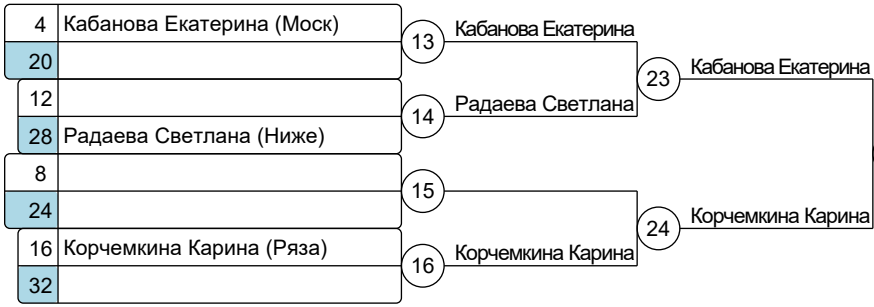 4 Кабанова Екатерина (Моск)
20
13 Кабанова Екатерина
12
28 Радаева Светлана (Ниже)
14 Радаева Светлана
23 Кабанова Екатерина
8
24
15
16 Корчемкина Карина (Ряза)
32
16 Корчемкина Карина
24 Корчемкина Карина